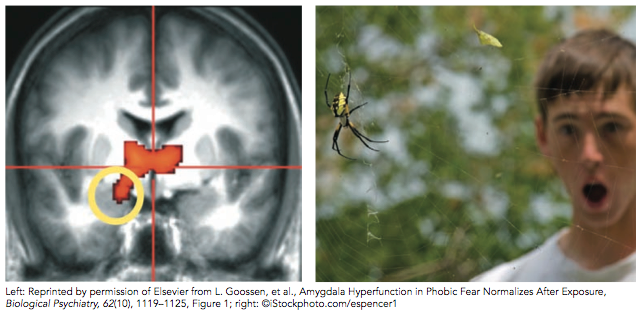 Left: Reprinted by permission of Elsevier from L. Goossen, et al., Amygdala Hyperfunction in Phobic Fear Normalizes After Exposure,
Biological Psychiatry, 62(10), 1119–1125, Figure 1; right: ©iStockphoto.com/espencer1